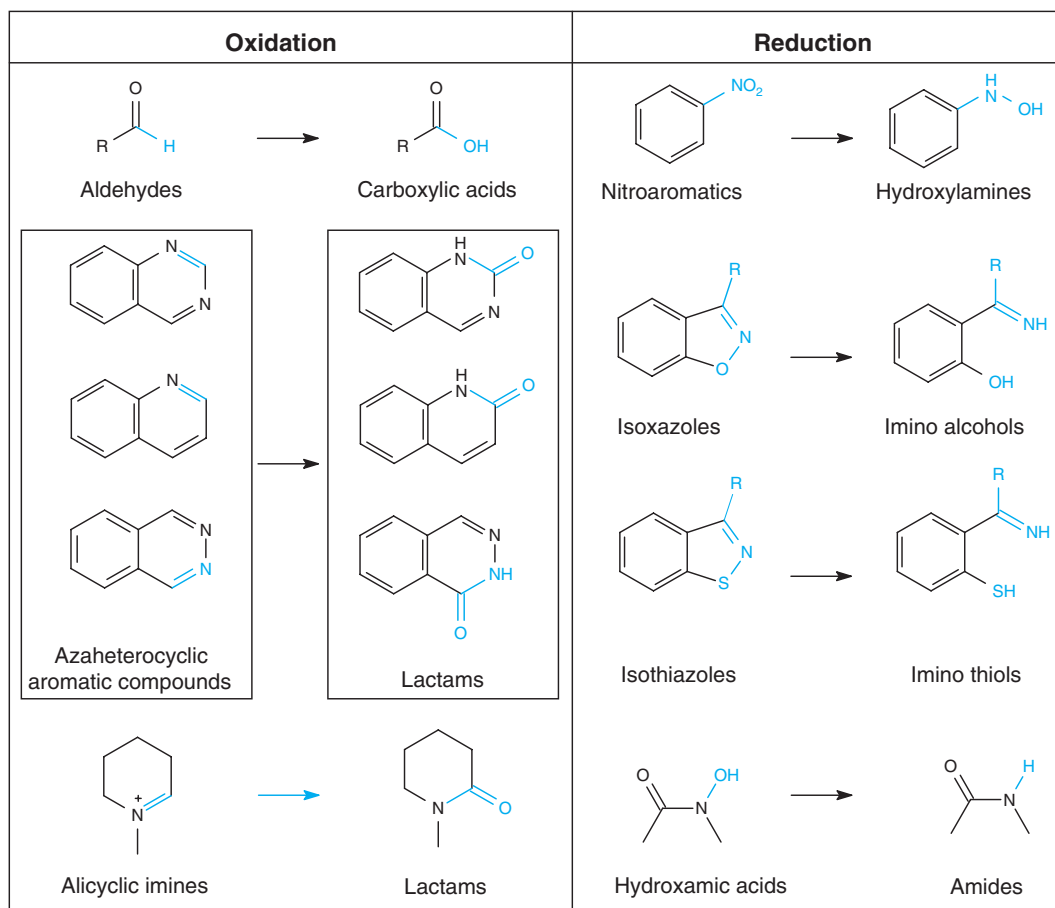 Oxidation
Reduction
O
R
H
Aldehydes
O
R
OH
Carboxylic acids
NO2
Nitroaromatics
H
N
OH
Hydroxylamines
N
N
H
N
O
N
N
H
N
O
N
N
N
NH
O
Azaheterocyclic
aromatic compounds
Lactams
R
N
O
Isoxazoles
R
NH
OH
Imino alcohols
R
N
S
Isothiazoles
R
NH
SH
Imino thiols
+
N
Alicyclic imines
N
O
Lactams
O
OH
N
Hydroxamic acids
O
H
N
Amides